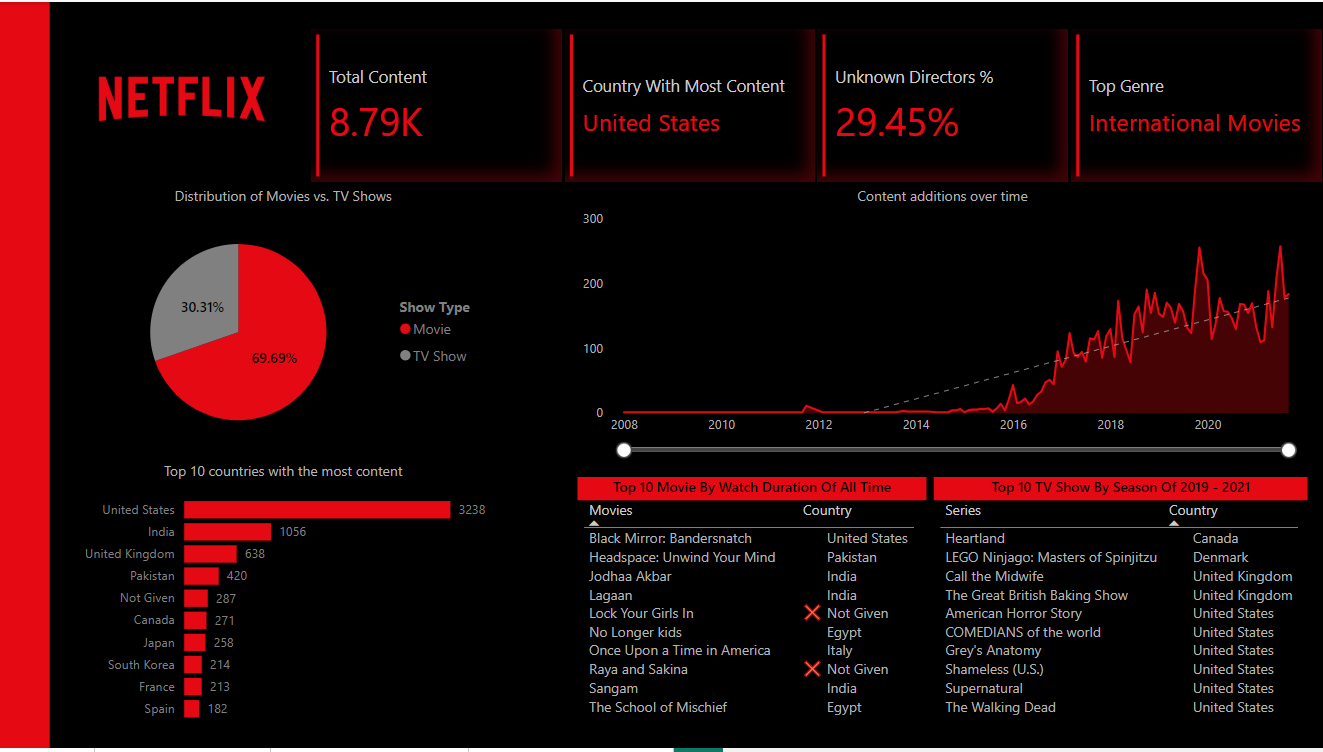 NETFLIX
Total Content
8.79K
Country With Most Content
United States
Unknown Directors %
29.45%
Top Genre
International Movies
Distribution of Movies vs. TV Shows
30.31%
69.69%
Show Type
Movie
TV Show
Content additions over time
300
200
100
0
2008 2010 2012 2014 2016 2018 2020
Top 10 countries with the most content
United States 3238
India 1056
United Kingdom 638
Pakistan 420
Not Given 287
Canada 271
Japan 258
South Korea 214
France 213
Spain 182
Top 10 Movie By Watch Duration Of All Time
Movies Country
Black Mirror: Bandersnatch United States
Headspace: Unwind Your Mind Pakistan
Jodhaa Akbar India
Lagaan India
Lock Your Girls In Not Given
No Longer kids Egypt
Once Upon a Time in America Italy
Raya and Sakina Not Given
Sangam India
The School of Mischief Egypt
Top 10 TV Show By Season Of 2019 - 2021
Series Country
Heartland Canada
LEGO Ninjago: Masters of Spinjitzu Denmark
Call the Midwife United Kingdom
The Great British Baking Show United Kingdom
American Horror Story United States
COMEDIANS of the world United States
Grey's Anatomy United States
Shameless (U.S.) United States
Supernatural United States
The Walking Dead United States